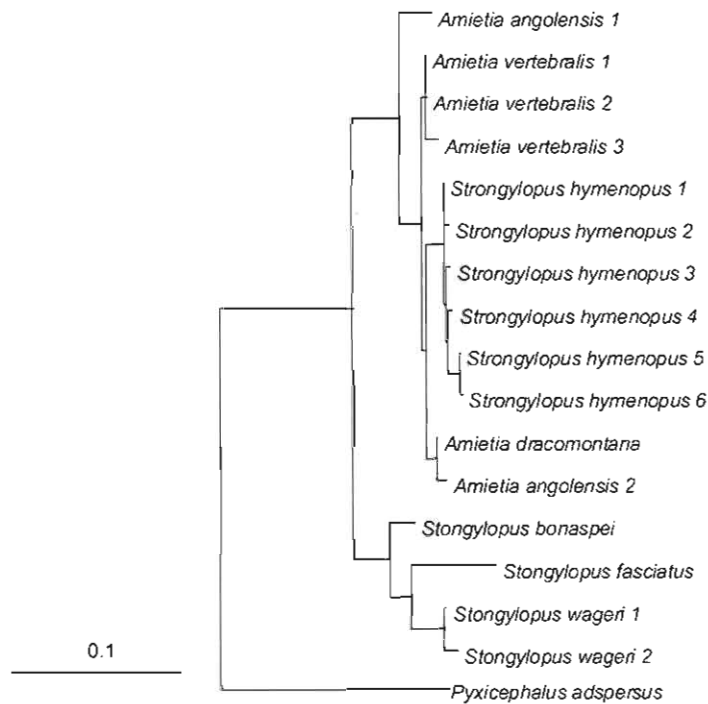 Amietia angolensis 1
Amietia vertebralis 1
Amietia vertebralis 2
Amietia vertebralis 3
Strongylopus hymenopus 1
Strongylopus hymenopus 2
Strongylopus hymenopus 3
Strongylopus hymenopus 4
Strongylopus hymenopus 5
Strongylopus hymenopus 6
Amietia dracomontana
Amietia angolensis 2
Stongylopus bonaspei
Stongylopus fasciatus
Stongylopus wageri 1
Stongylopus wageri 2
Pyxicephalus adspersus
0.1